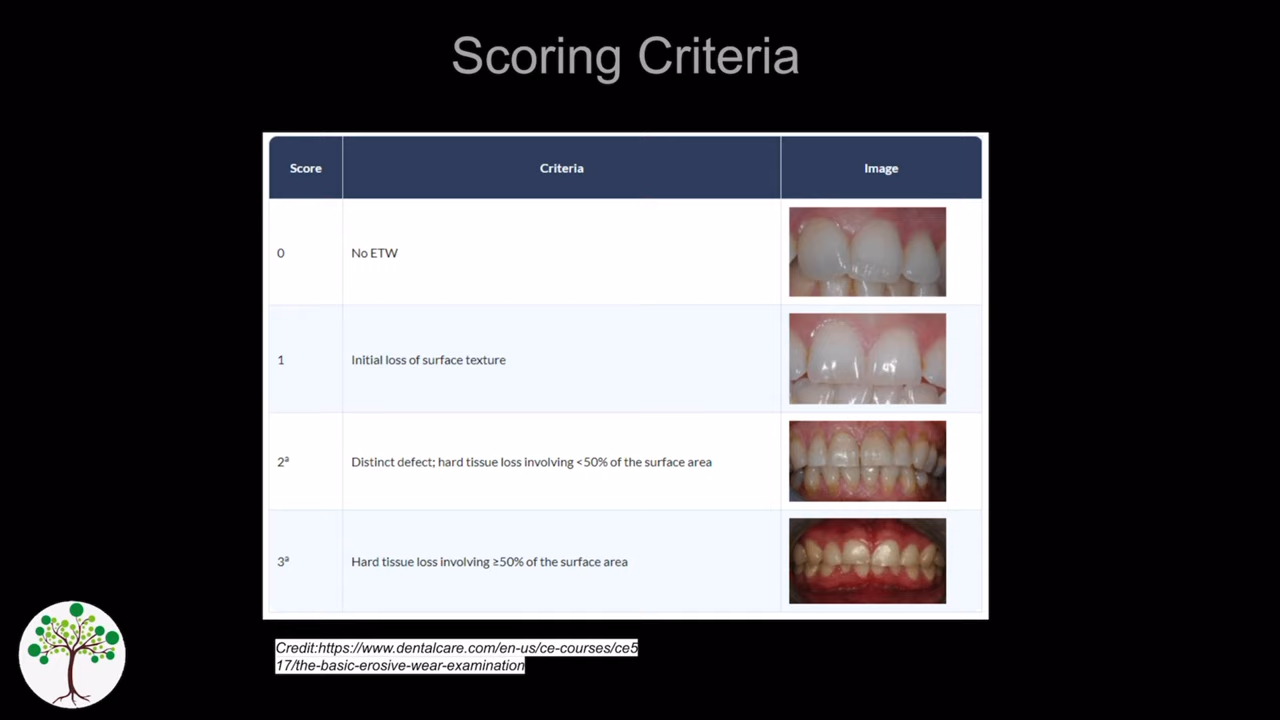 Scoring Criteria
Score Criteria Image
0 No ETW
1 Initial loss of surface texture
2ª Distinct defect; hard tissue loss involving <50% of the surface area
3ª Hard tissue loss involving ≥50% of the surface area
Credit:https://www.dentalcare.com/en-us/ce-courses/ce5
17/the-basic-erosive-wear-examination